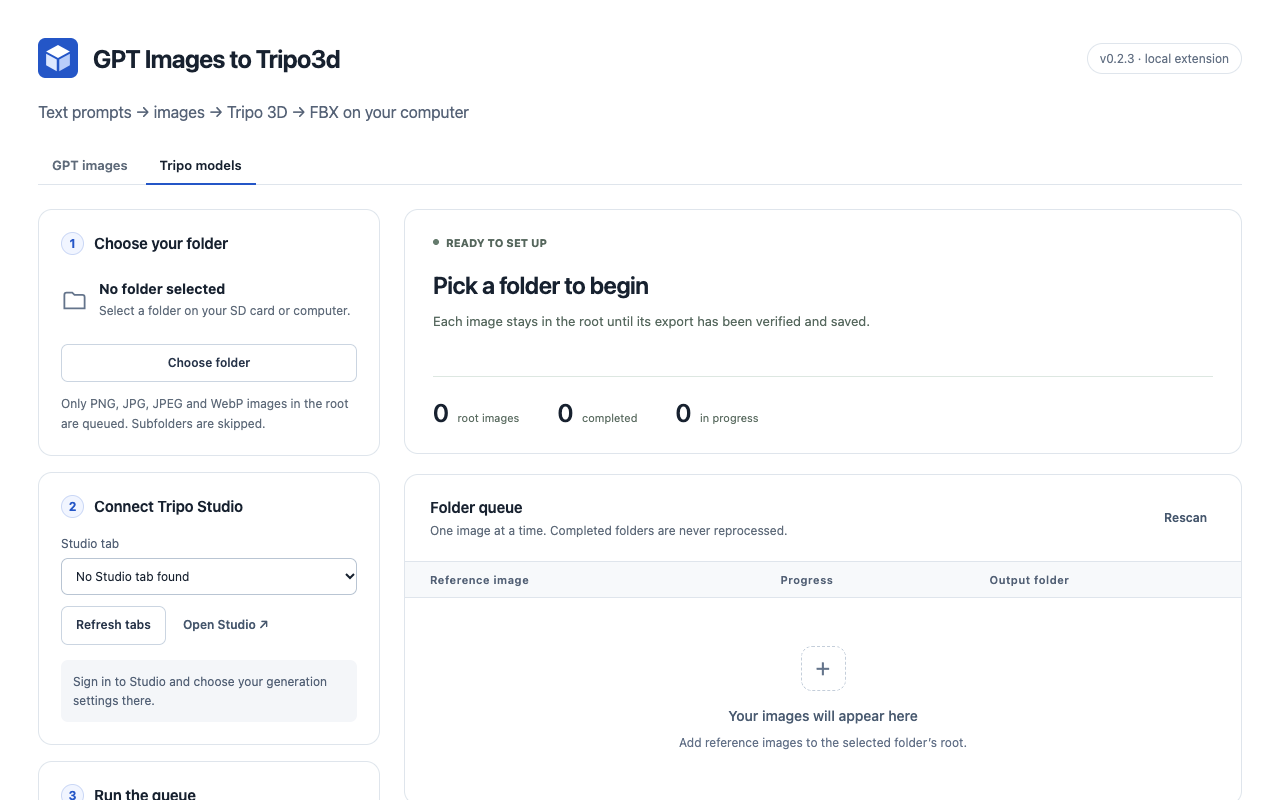 GPT Images to Tripo3d
v0.2.3 · local extension
Text prompts → images → Tripo 3D → FBX on your computer
GPT images
Tripo models
1
Choose your folder
No folder selected
Select a folder on your SD card or computer.
Choose folder
Only PNG, JPG, JPEG and WebP images in the root
are queued. Subfolders are skipped.
2
Connect Tripo Studio
Studio tab
No Studio tab found
Refresh tabs
Open Studio ↗
Sign in to Studio and choose your generation
settings there.
3
Run the queue
READY TO SET UP
Pick a folder to begin
Each image stays in the root until its export has been verified and saved.
0 root images
0 completed
0 in progress
Folder queue
One image at a time. Completed folders are never reprocessed.
Rescan
Reference image
Progress
Output folder
+
Your images will appear here
Add reference images to the selected folder’s root.